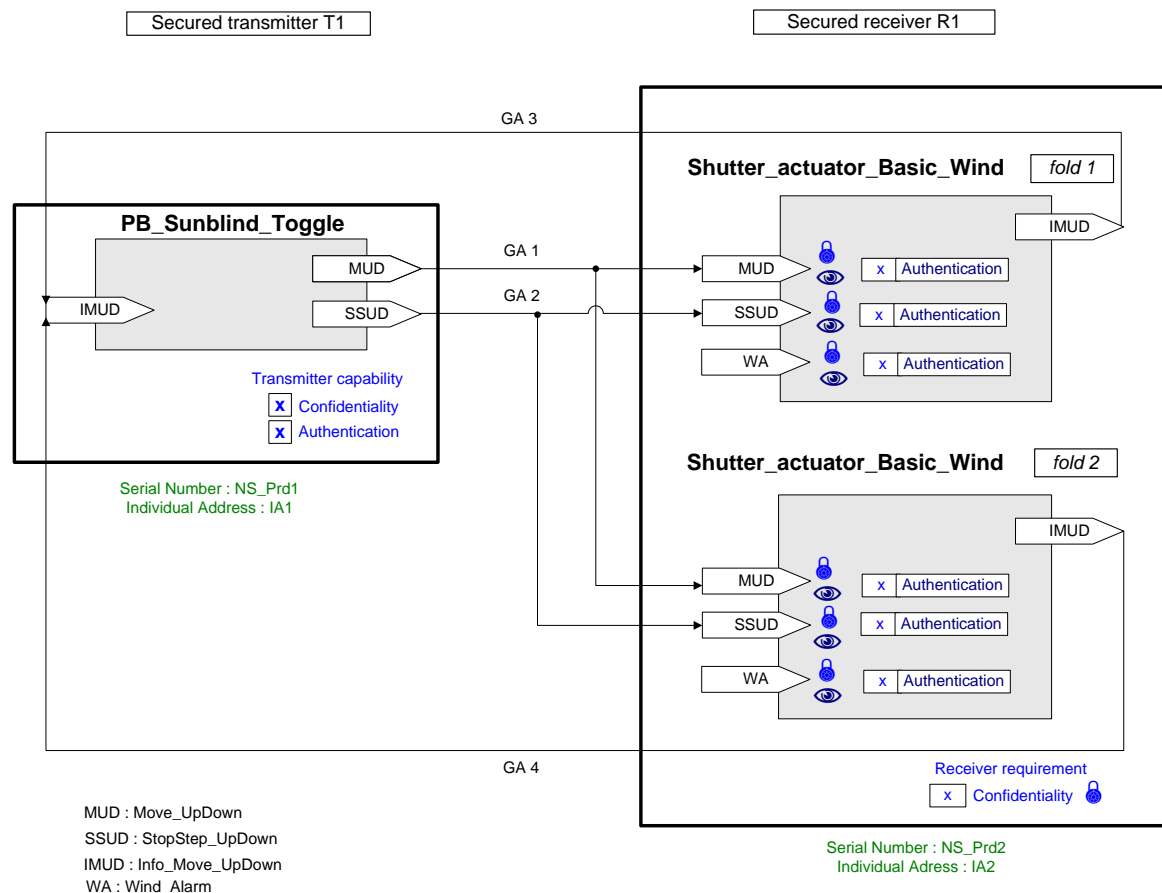 Secured transmitter T1
Secured receiver R1
GA 3
Shutter_actuator_Basic_Wind
fold 1
IMUD
PB_Sunblind_Toggle
MUD
SSUD
IMUD
GA 1
GA 2
MUD
x Authentication
SSUD
x Authentication
WA
x Authentication
Transmitter capability
x Confidentiality
x Authentication
Serial Number : NS_Prd1
Individual Address : IA1
Shutter_actuator_Basic_Wind
fold 2
IMUD
MUD
x Authentication
SSUD
x Authentication
WA
x Authentication
GA 4
Receiver requirement
x Confidentiality
Serial Number : NS_Prd2
Individual Adress : IA2
MUD : Move_UpDown
SSUD : StopStep_UpDown
IMUD : Info_Move_UpDown
WA : Wind_Alarm